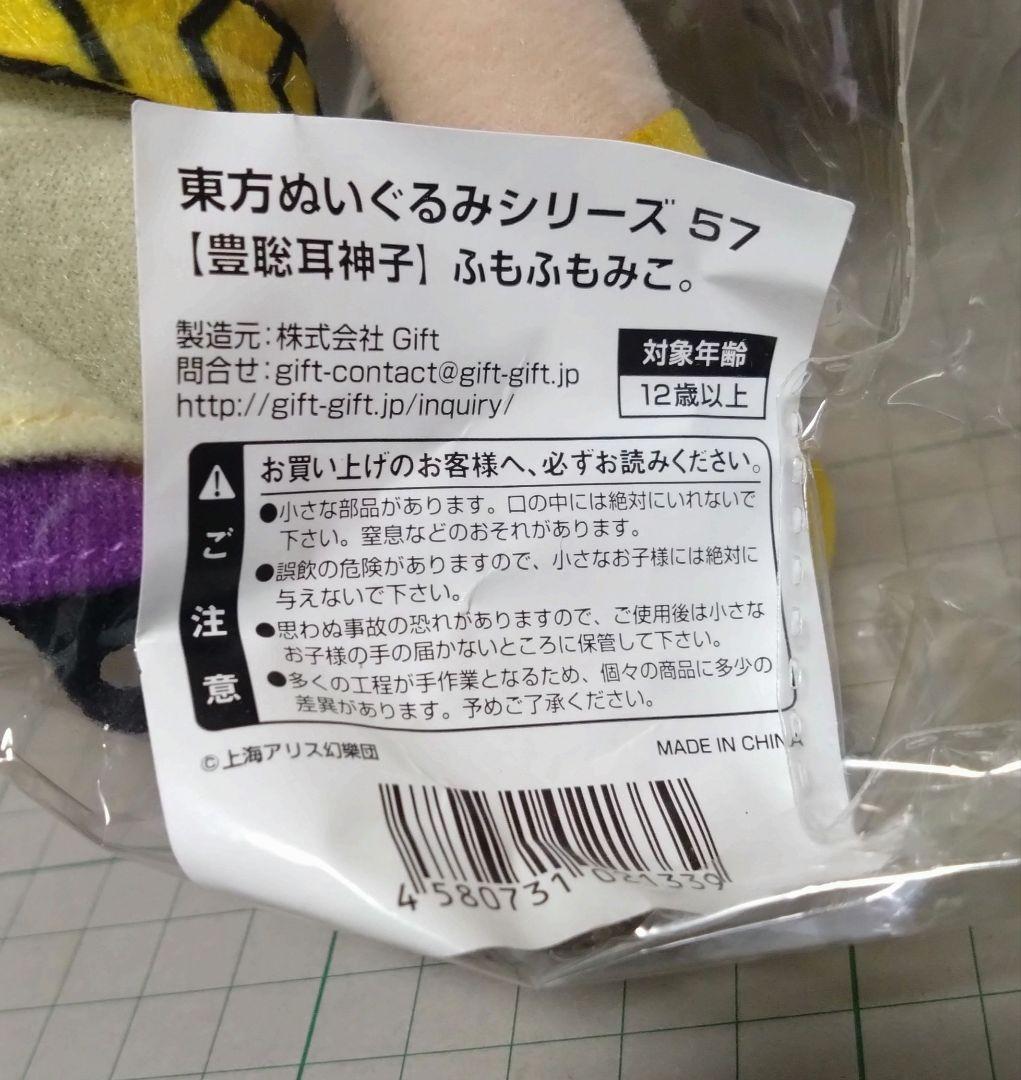 東方ぬいぐるみシリーズ 57
【豊聡耳神子】ふもふもみこ。
製造元：株式会社 Gift
問合せ：gift-contact@gift-gift.jp
http://gift-gift.jp/inquiry/
対象年齢
12歳以上
ご注意
お買い上げのお客様へ、必ずお読みください。
●小さな部品があります。口の中には絶対にいれないで
下さい。窒息などのおそれがあります。
●誤飲の危険がありますので、小さなお子様には絶対に
与えないで下さい。
●思わぬ事故の恐れがありますので、ご使用後は小さな
お子様の手の届かないところに保管して下さい。
●多くの工程が手作業となるため、個々の商品に多少の
差異があります。予めご了承ください。
©上海アリス幻樂団
MADE IN CHINA
4 580731 021339